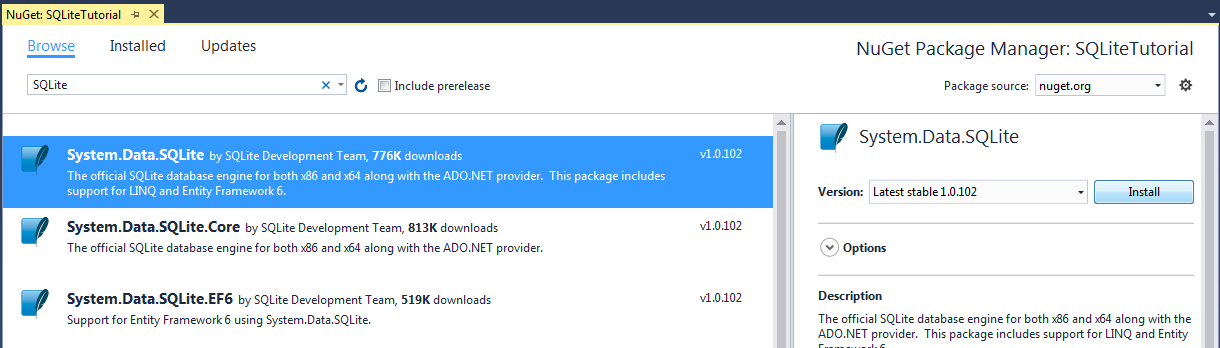 NuGet: SQLiteTutorial
Browse Installed Updates
NuGet Package Manager: SQLiteTutorial
SQLite
Include prerelease
Package source: nuget.org
System.Data.SQLite by SQLite Development Team, 776K downloads v1.0.102
The official SQLite database engine for both x86 and x64 along with the ADO.NET provider. This package includes
support for LINQ and Entity Framework 6.
System.Data.SQLite.Core by SQLite Development Team, 813K downloads v1.0.102
The official SQLite database engine for both x86 and x64 along with the ADO.NET provider.
System.Data.SQLite.EF6 by SQLite Development Team, 519K downloads v1.0.102
Support for Entity Framework 6 using System.Data.SQLite.
System.Data.SQLite
Version: Latest stable 1.0.102 Install
Options
Description
The official SQLite database engine for both x86 and x64 along with the
ADO.NET provider. This package includes support for LINQ and Entity
Framework 6.